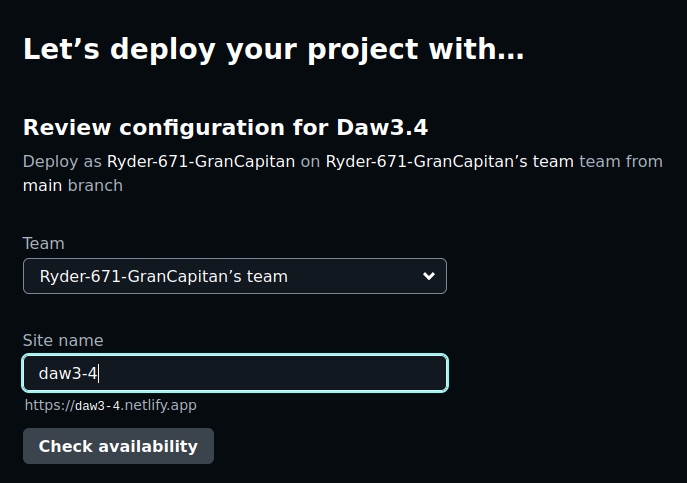 Let’s deploy your project with…
Review configuration for Daw3.4
Deploy as Ryder-671-GranCapitan on Ryder-671-GranCapitan’s team team from
main branch
Team
Ryder-671-GranCapitan’s team
Site name
daw3-4
https://daw3-4.netlify.app
Check availability